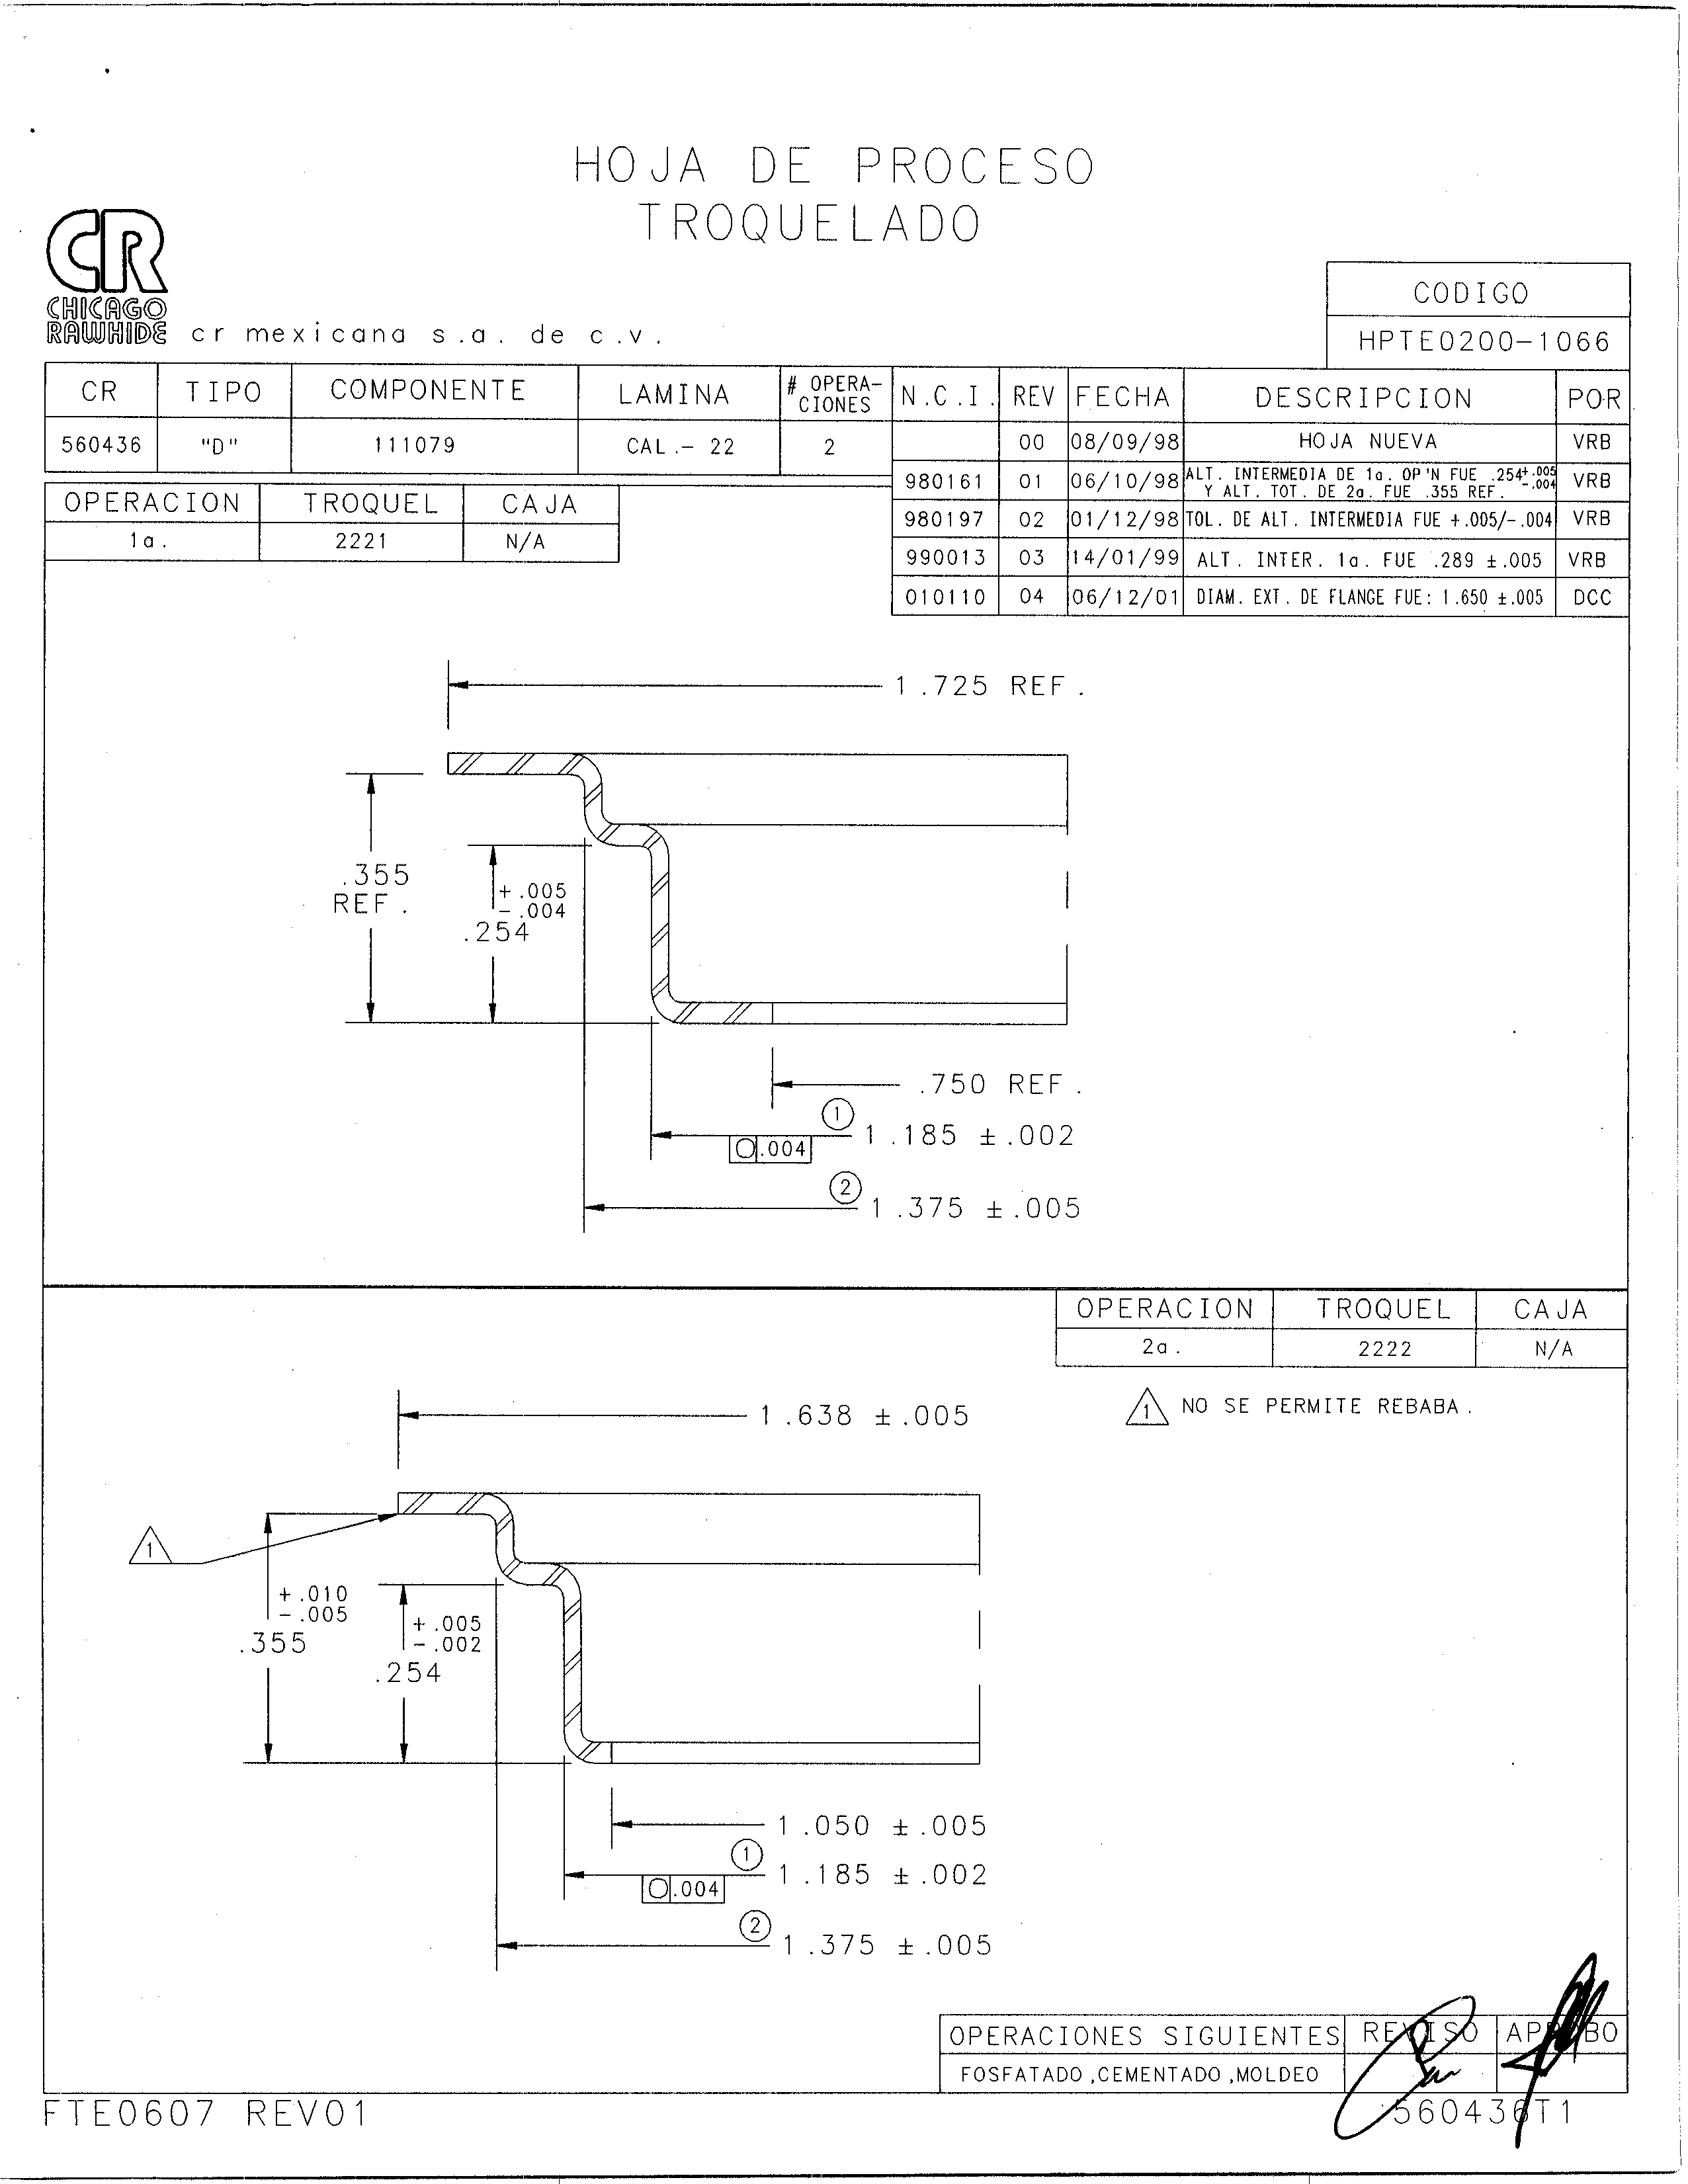 HOJA DE PROCESO
TROQUELADO
CR
CHICAGO
RAWHIDE
cr mexicana s.a. de c.v.
CODIGO
HPTE0200-1066
CR TIPO COMPONENTE LAMINA # OPERA-CIONES
560436 "D" 111079 CAL.- 22 2
N.C.I. REV FECHA DESCRIPCION POR
00 08/09/98 HOJA NUEVA VRB
980161 01 06/10/98 ALT. INTERMEDIA DE 1a. OP'N FUE .254+.005 -.004
Y ALT. TOT. DE 2a. FUE .355 REF. VRB
980197 02 01/12/98 TOL. DE ALT. INTERMEDIA FUE +.005/-.004 VRB
990013 03 14/01/99 ALT. INTER. 1a. FUE .289 ±.005 VRB
010110 04 06/12/01 DIAM. EXT. DE FLANGE FUE: 1.650 ±.005 DCC
OPERACION TROQUEL CAJA
1a. 2221 N/A
1.725 REF.
.355
REF.
+.005
-.004
.254
.750 REF.
1
1.185 ±.002
.004
2
1.375 ±.005
OPERACION TROQUEL CAJA
2a. 2222 N/A
1.638 ±.005
1 NO SE PERMITE REBABA.
1
+.010
-.005
.355
+.005
-.002
.254
1.050 ±.005
1
1.185 ±.002
.004
2
1.375 ±.005
OPERACIONES SIGUIENTES REVISO APROBO
FOSFATADO,CEMENTADO,MOLDEO
FTE0607 REV01
560436T1